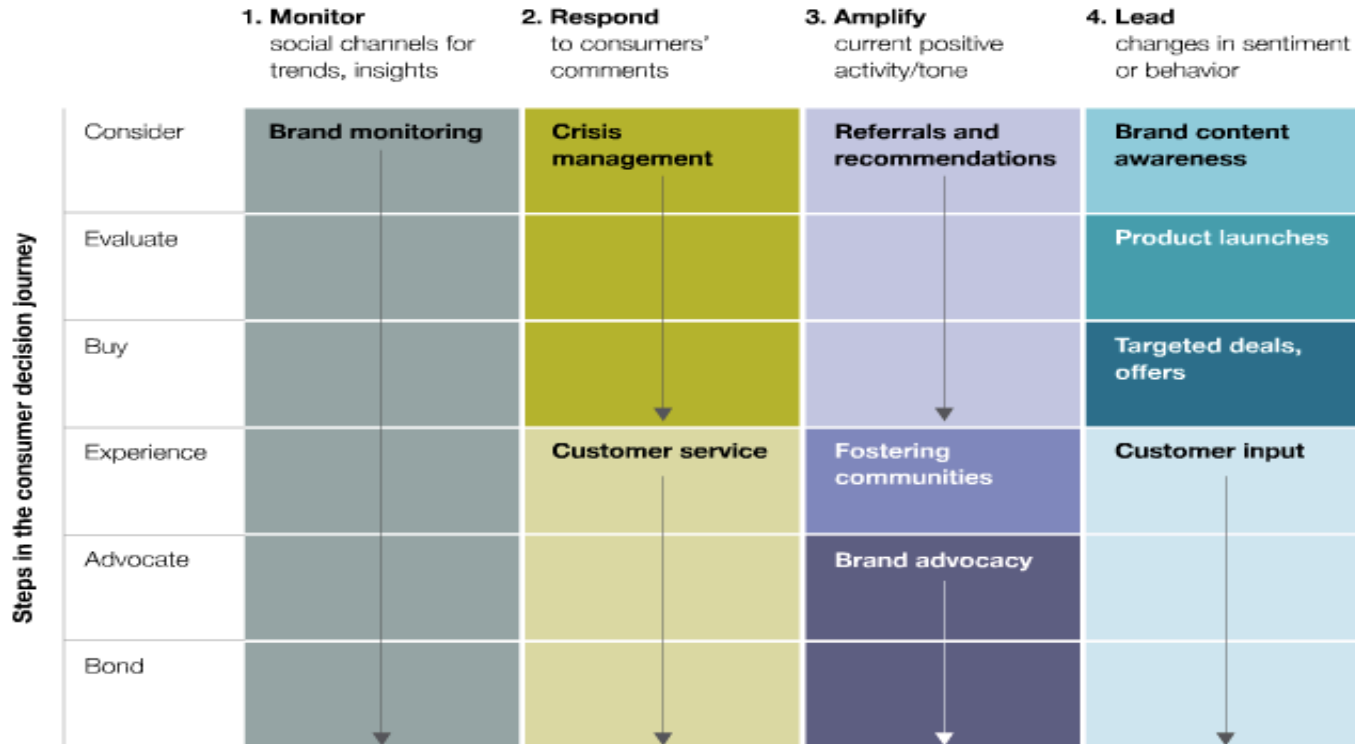 1. Monitor
social channels for
trends, insights
2. Respond
to consumers'
comments
3. Amplify
current positive
activity/tone
4. Lead
changes in sentiment
or behavior
Steps in the consumer decision journey
Consider
Brand monitoring
Crisis
management
Referrals and
recommendations
Brand content
awareness
Evaluate
Product launches
Buy
Targeted deals,
offers
Experience
Customer service
Fostering
communities
Customer input
Advocate
Brand advocacy
Bond